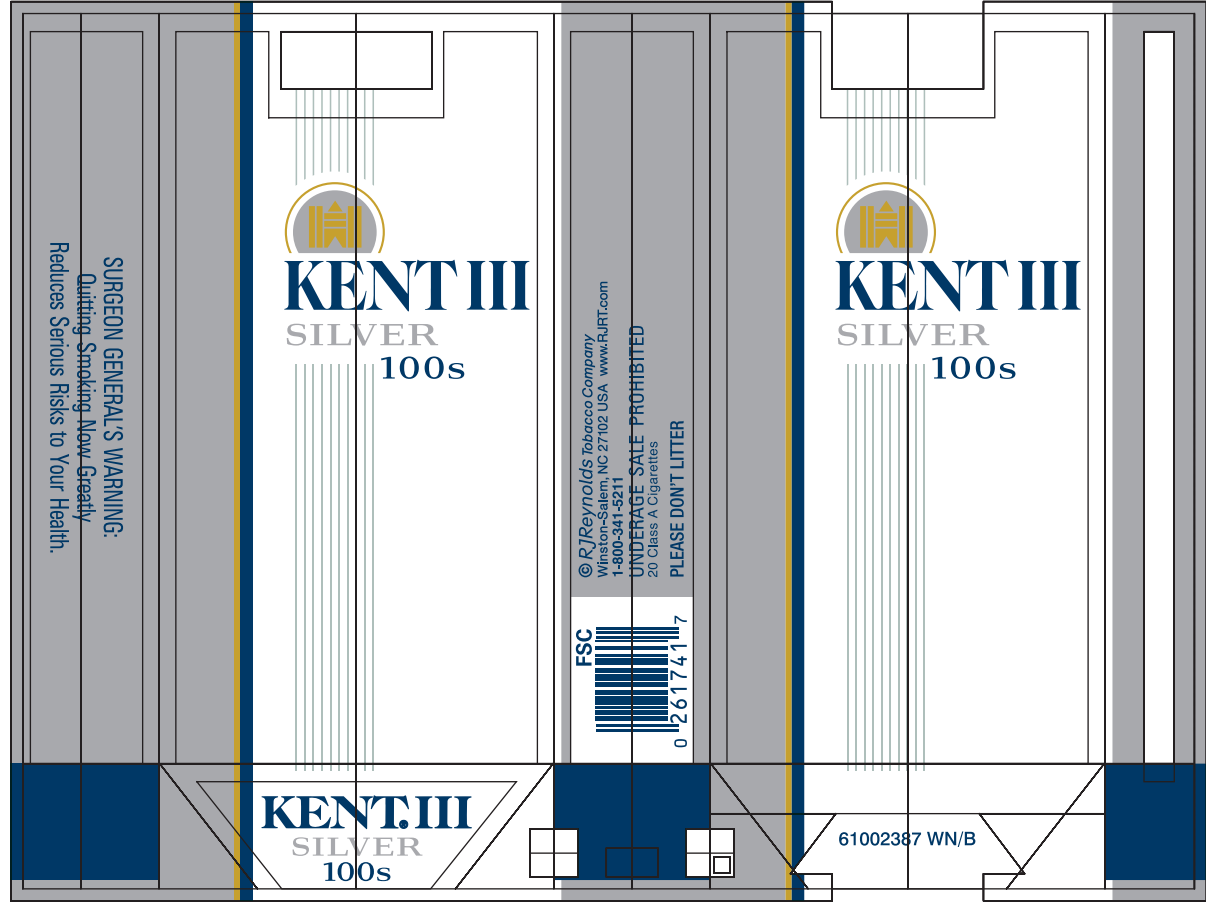 SURGEON GENERAL'S WARNING:
Quitting Smoking Now Greatly
Reduces Serious Risks to Your Health.
KENT III
SILVER
100s
© RJReynolds Tobacco Company
Winston-Salem, NC 27102 USA www.RJRT.com
1-800-341-5211
UNDERAGE SALE PROHIBITED
20 Class A Cigarettes
PLEASE DON'T LITTER
FSC
0 261741 7
KENT III
SILVER
100s
KENT. III
SILVER
100s
61002387 WN/B